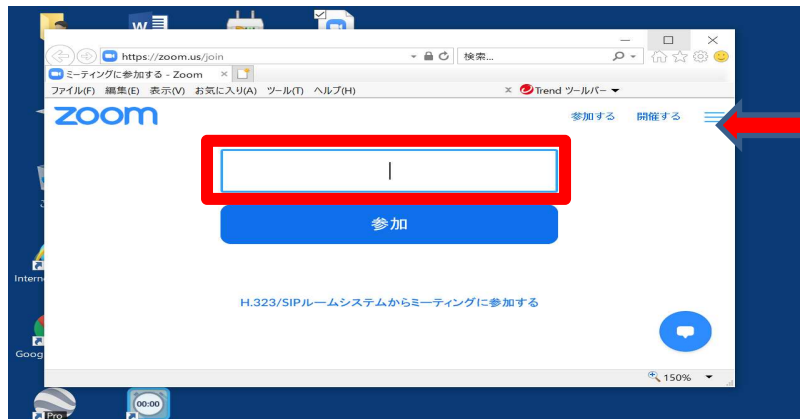 W
https://zoom.us/join
検索...
ミーティングに参加する - Zoom
ファイル(F) 編集(E) 表示(V) お気に入り(A) ツール(T) ヘルプ(H)
Trend ツールバー
zoom
参加する 開催する
参加
H.323/SIPルームシステムからミーティングに参加する
Intern
Goog
150%
Pro
00:00